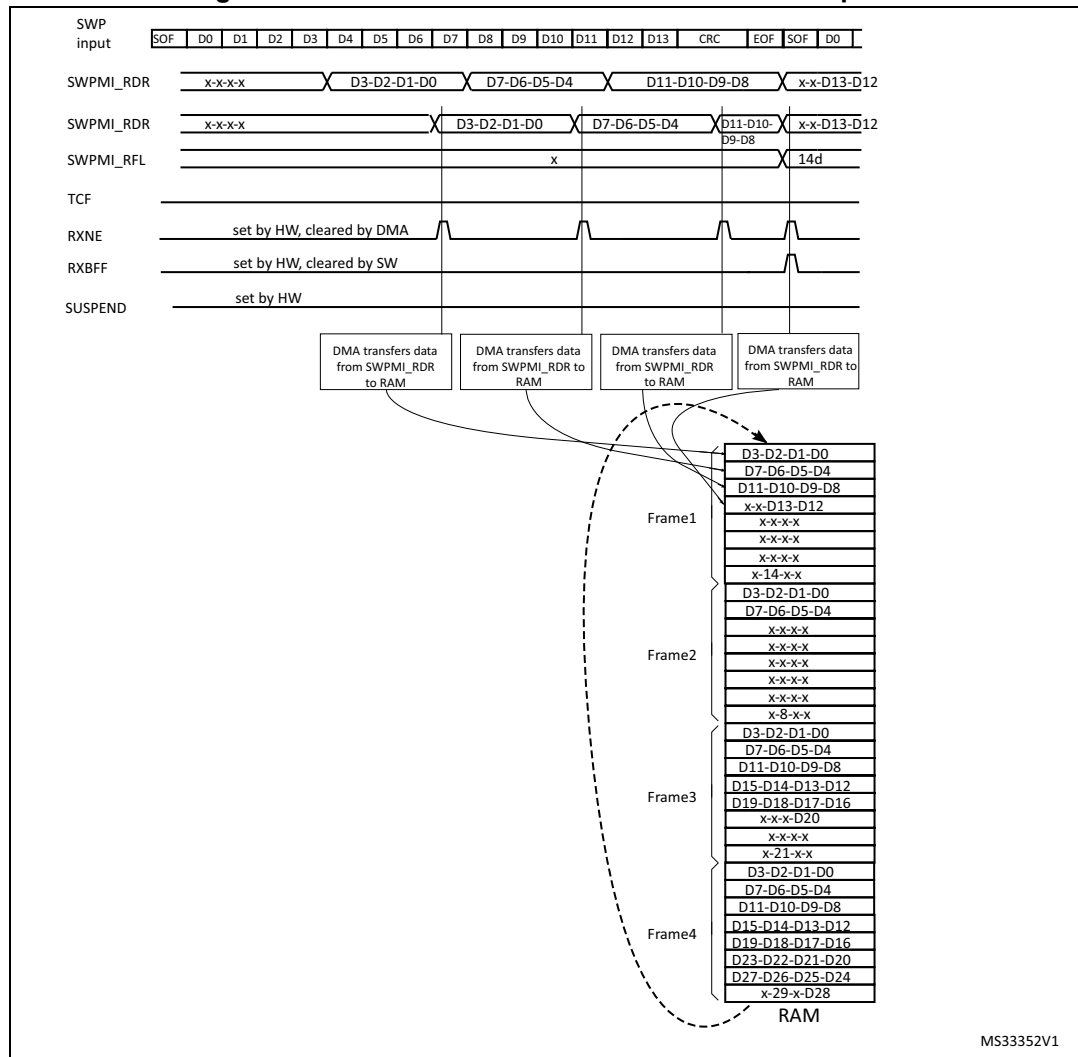 SWP input SOF D0 D1 D2 D3 D4 D5 D6 D7 D8 D9 D10 D11 D12 D13 CRC EOF SOF D0
SWPMI_RDR x-x-x-x D3-D2-D1-D0 D7-D6-D5-D4 D11-D10-D9-D8 x-x-D13-D12
SWPMI_RDR x-x-x-x D3-D2-D1-D0 D7-D6-D5-D4 D11-D10-D9-D8 x-x-D13-D12
SWPMI_RFL x 14d
TCF
RXNE set by HW, cleared by DMA
RXBFF set by HW, cleared by SW
SUSPEND set by HW
DMA transfers data from SWPMI_RDR to RAM
DMA transfers data from SWPMI_RDR to RAM
DMA transfers data from SWPMI_RDR to RAM
DMA transfers data from SWPMI_RDR to RAM
Frame1
D3-D2-D1-D0
D7-D6-D5-D4
D11-D10-D9-D8
x-x-D13-D12
x-x-x-x
x-x-x-x
x-x-x-x
x-14-x-x
Frame2
D3-D2-D1-D0
D7-D6-D5-D4
x-x-x-x
x-x-x-x
x-x-x-x
x-x-x-x
x-x-x-x
x-8-x-x
Frame3
D3-D2-D1-D0
D7-D6-D5-D4
D11-D10-D9-D8
D15-D14-D13-D12
D19-D18-D17-D16
x-x-x-D20
x-x-x-x
x-21-x-x
Frame4
D3-D2-D1-D0
D7-D6-D5-D4
D11-D10-D9-D8
D15-D14-D13-D12
D19-D18-D17-D16
D23-D22-D21-D20
D27-D26-D25-D24
x-29-x-D28
RAM
MS33352V1